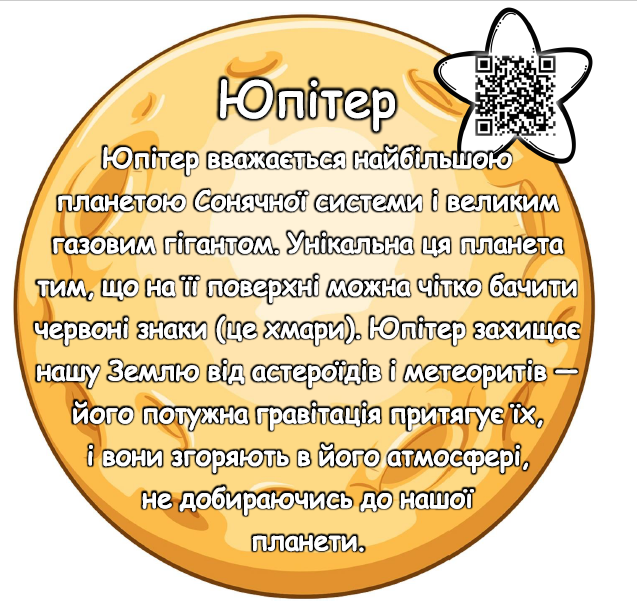 Юпітер
Юпітер вважається найбільшою
планетою Сонячної системи і великим
газовим гігантом. Унікальна ця планета
тим, що на її поверхні можна чітко бачити
червоні знаки (це хмари). Юпітер захищає
нашу Землю від астероїдів і метеоритів —
його потужна гравітація притягує їх,
і вони згоряють в його атмосфері,
не добираючись до нашої
планети.